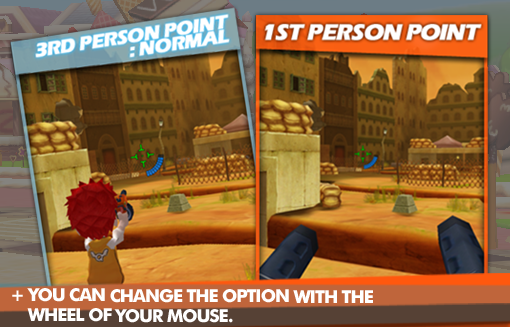 3RD PERSON POINT
: NORMAL
1ST PERSON POINT
+ YOU CAN CHANGE THE OPTION WITH THE
WHEEL OF YOUR MOUSE.